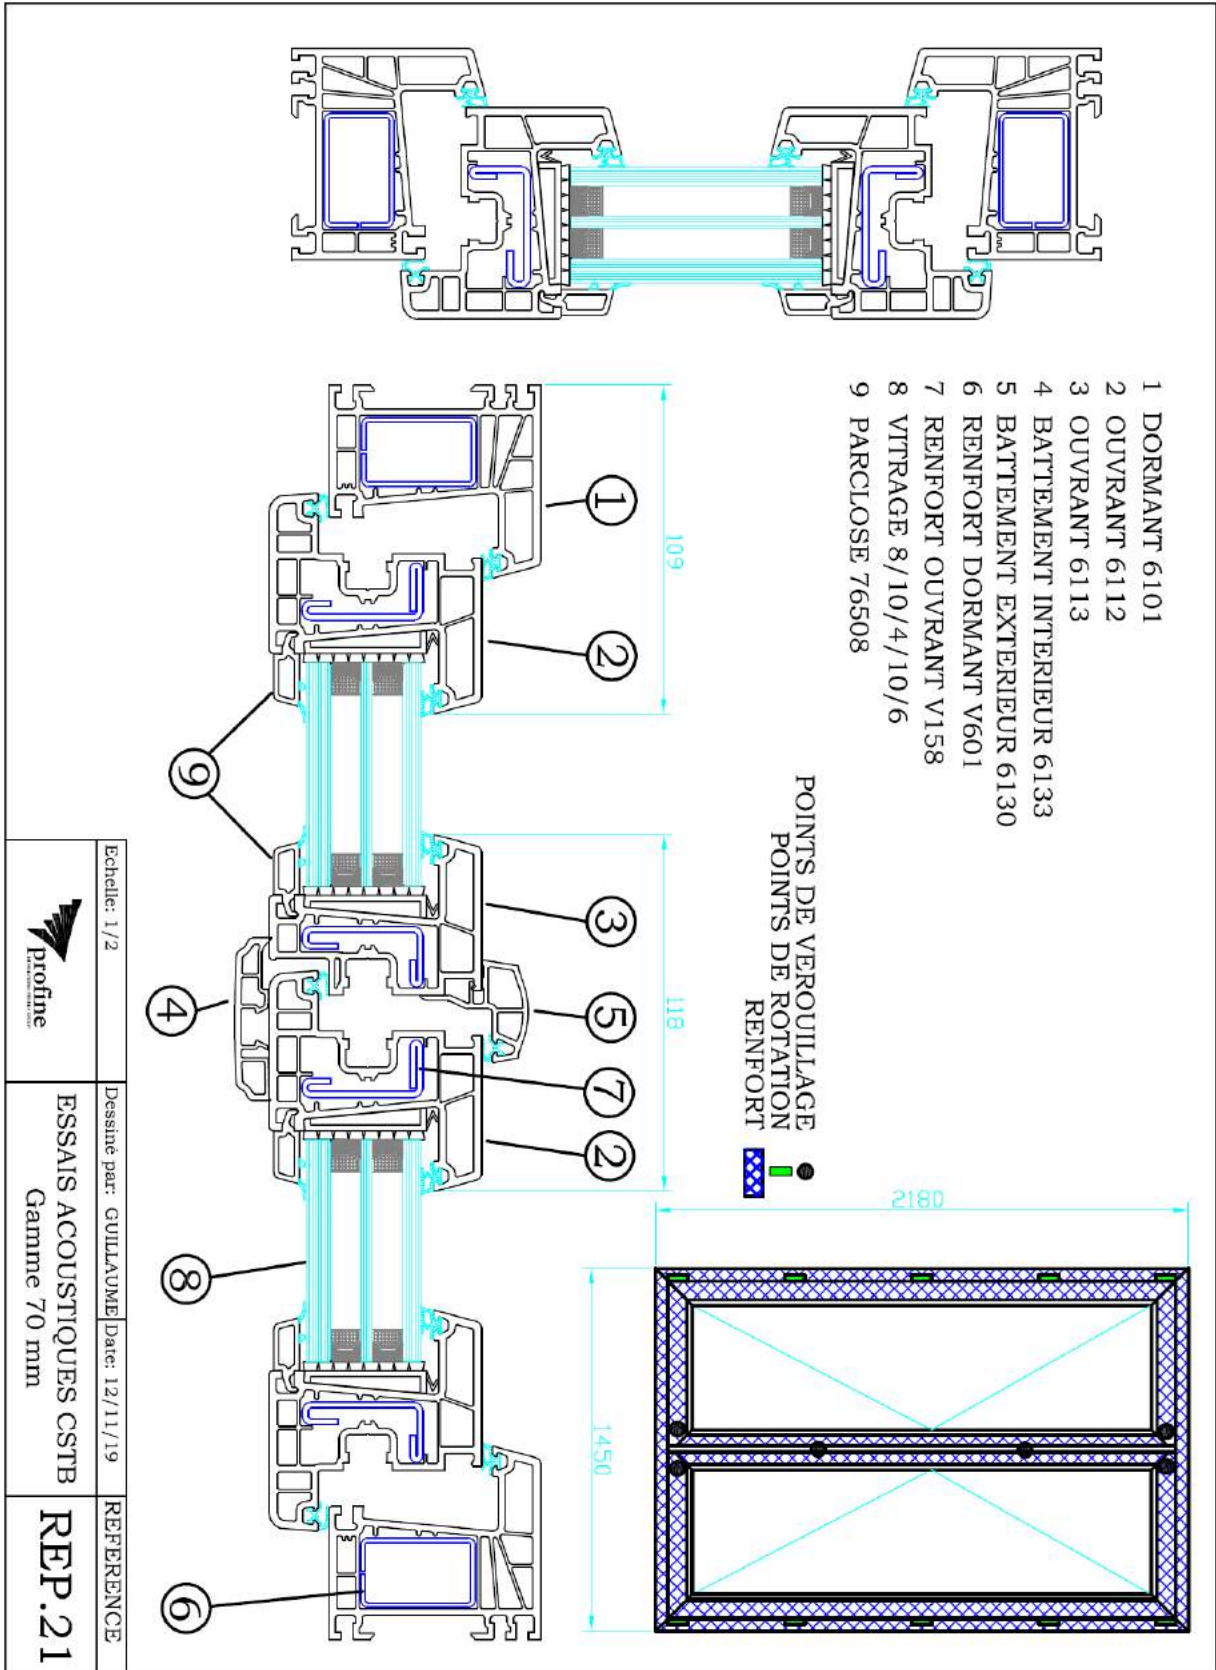 1 DORMANT 6101
2 OUVRANT 6112
3 OUVRANT 6113
4 BATTEMENT INTERIEUR 6133
5 BATTEMENT EXTERIEUR 6130
6 RENFORT DORMANT V601
7 RENFORT OUVRANT V158
8 VITRAGE 8/10/4/10/6
9 PARCLOSE 76508
POINTS DE VEROUILLAGE
POINTS DE ROTATION
RENFORT
2180
1450
109
118
1
2
3
5
7
2
9
4
8
6
Echelle: 1/2
Dessiné par: GUILLAUME
Date: 12/11/19
REFERENCE
profine
ESSAIS ACOUSTIQUES CSTB
Gamme 70 mm
REP.21